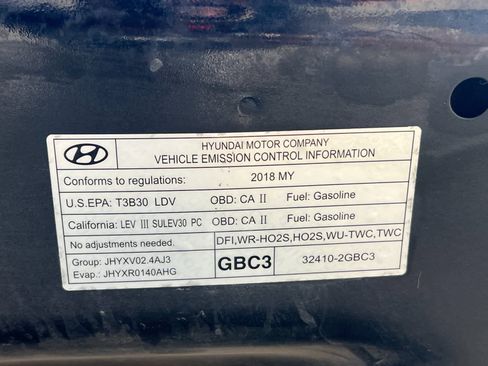 HYUNDAI MOTOR COMPANY
VEHICLE EMISSION CONTROL INFORMATION
Conforms to regulations: 2018 MY
U.S.EPA: T3B30 LDV OBD: CA II Fuel: Gasoline
California: LEV III SULEV30 PC OBD: CA II Fuel: Gasoline
No adjustments needed. DFI,WR-HO2S,HO2S,WU-TWC,TWC
Group: JHYXV02.4AJ3
Evap.: JHYXR0140AHG
GBC3 32410-2GBC3